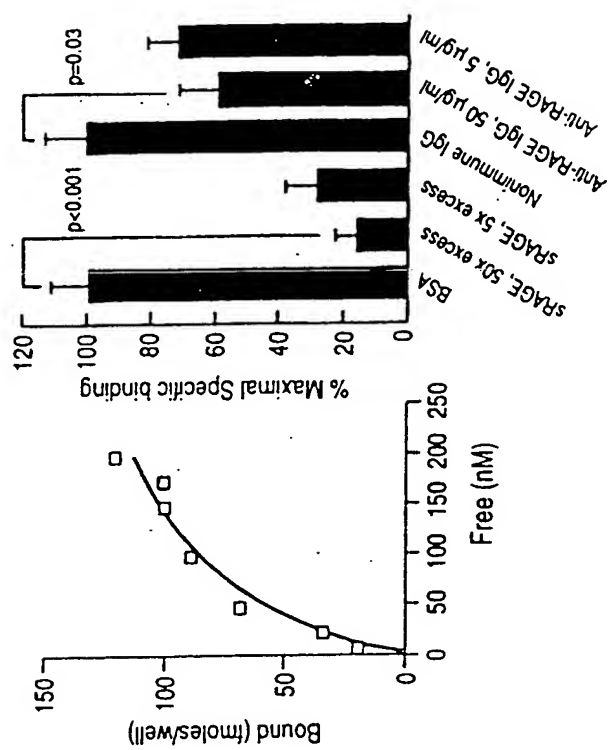 Bound (fmoles/well)
150
100
50
0
0
50
100
150
200
250
Free (nM)
% Maximal Specific binding
120
100
80
60
40
20
0
p<0.001
p=0.03
BSA
sRAGE, 50x excess
sRAGE, 5x excess
Nonimmune IgG
Anti-RAGE IgG, 50 µg/ml
Anti-RAGE IgG, 5 µg/ml